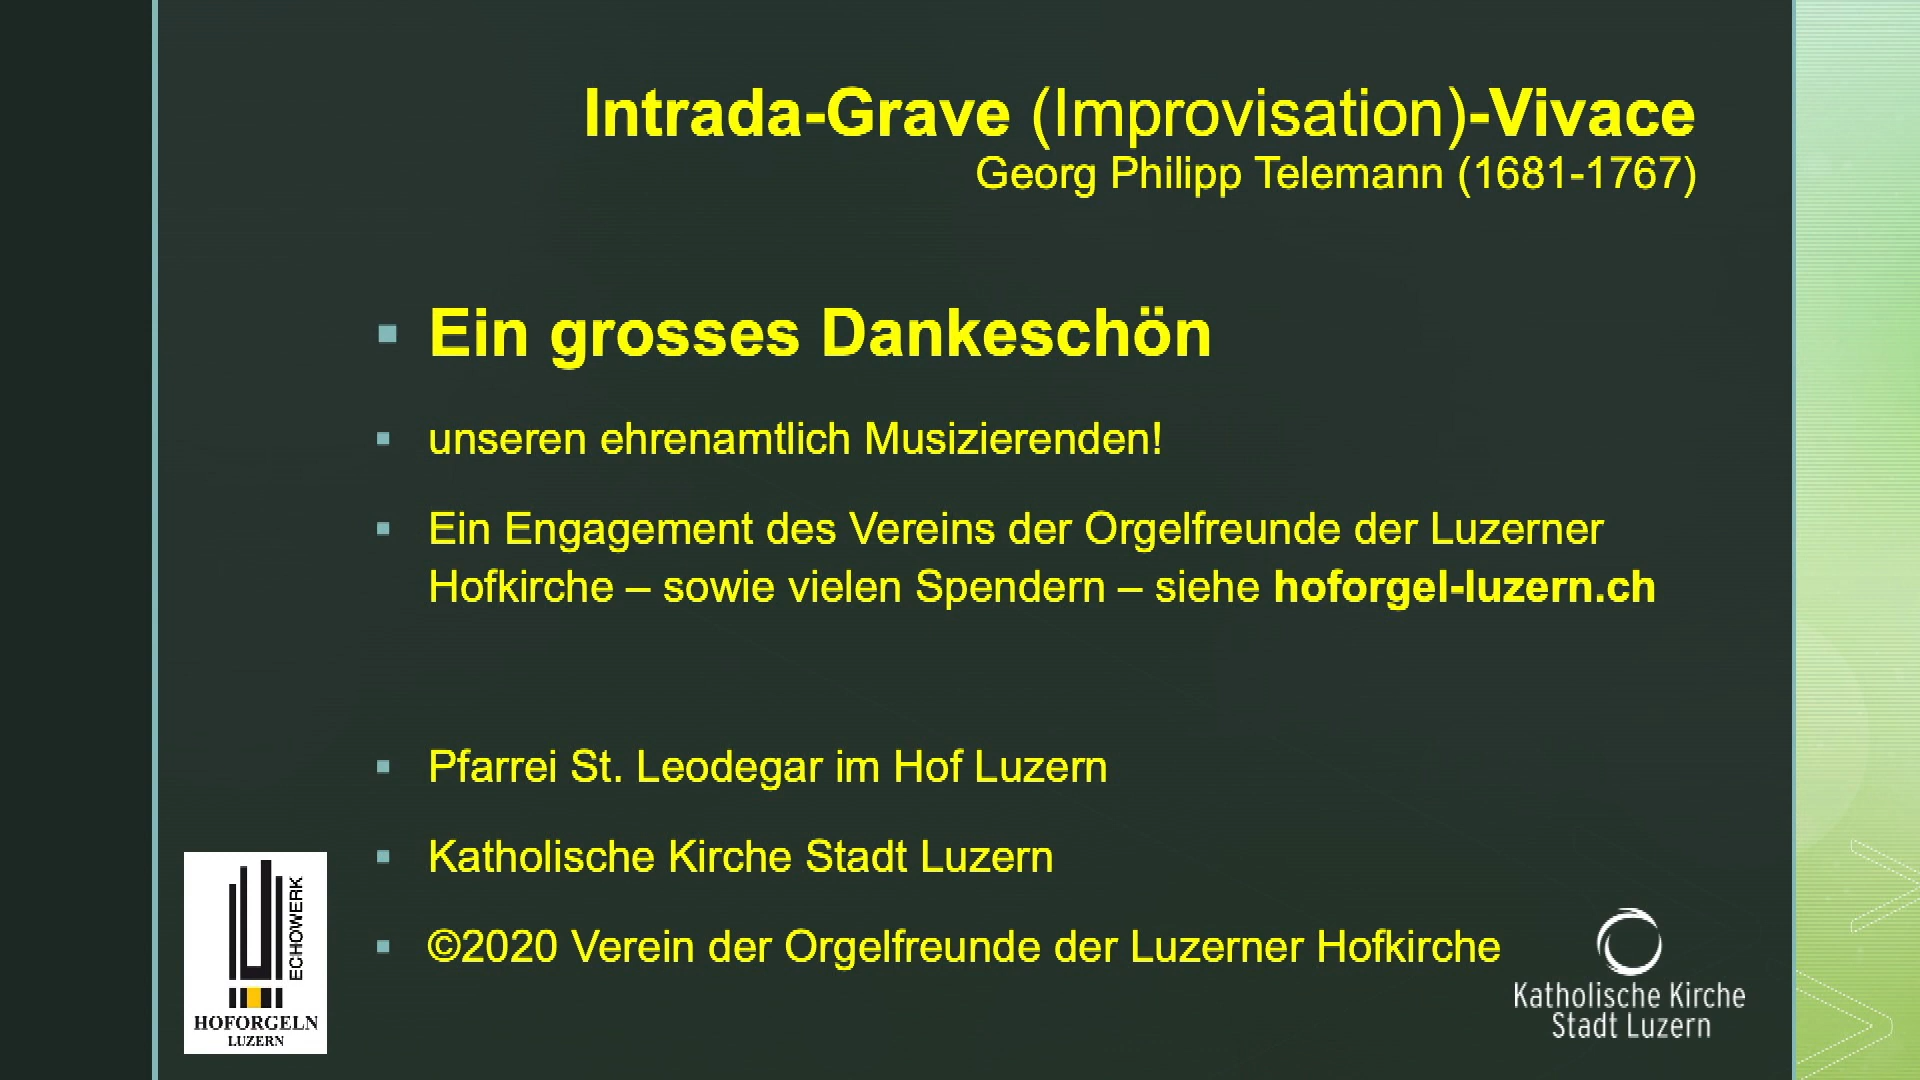 Intrada-Grave (Improvisation)-Vivace
Georg Philipp Telemann (1681-1767)
Ein grosses Dankeschön
unseren ehrenamtlich Musizierenden!
Ein Engagement des Vereins der Orgelfreunde der Luzerner
Hofkirche – sowie vielen Spendern – siehe hoforgel-luzern.ch
Pfarrei St. Leodegar im Hof Luzern
Katholische Kirche Stadt Luzern
©2020 Verein der Orgelfreunde der Luzerner Hofkirche
ECHOWERK
HOFORGELN
LUZERN
Katholische Kirche
Stadt Luzern